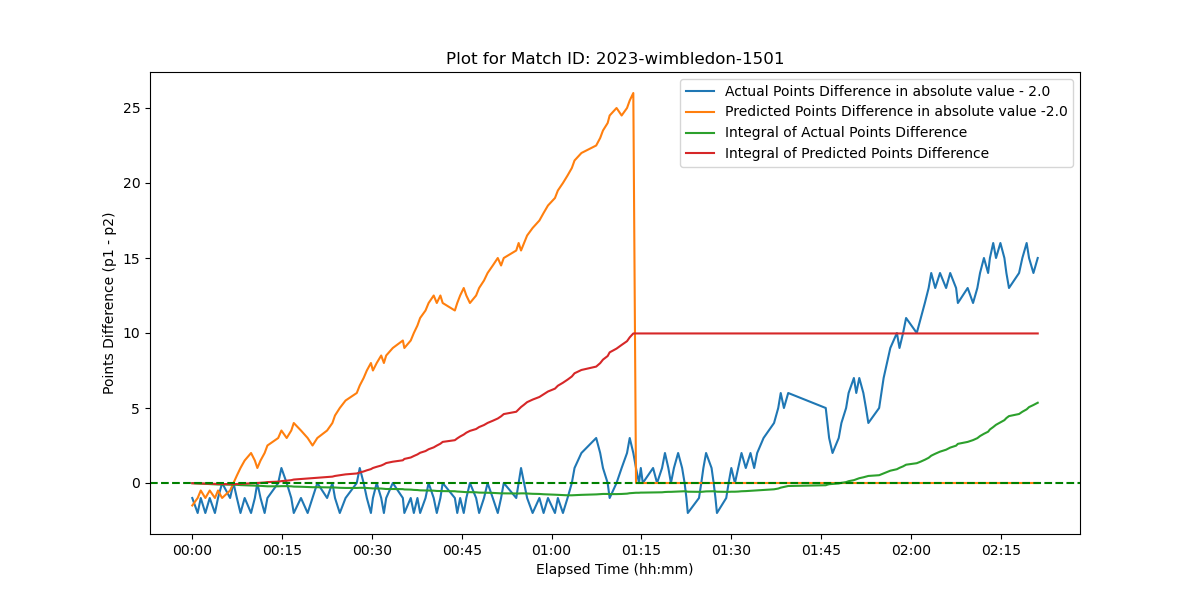 Plot for Match ID: 2023-wimbledon-1501
Actual Points Difference in absolute value - 2.0
Predicted Points Difference in absolute value -2.0
Integral of Actual Points Difference
Integral of Predicted Points Difference
Points Difference (p1 - p2)
25
20
15
10
5
0
00:00 00:15 00:30 00:45 01:00 01:15 01:30 01:45 02:00 02:15
Elapsed Time (hh:mm)